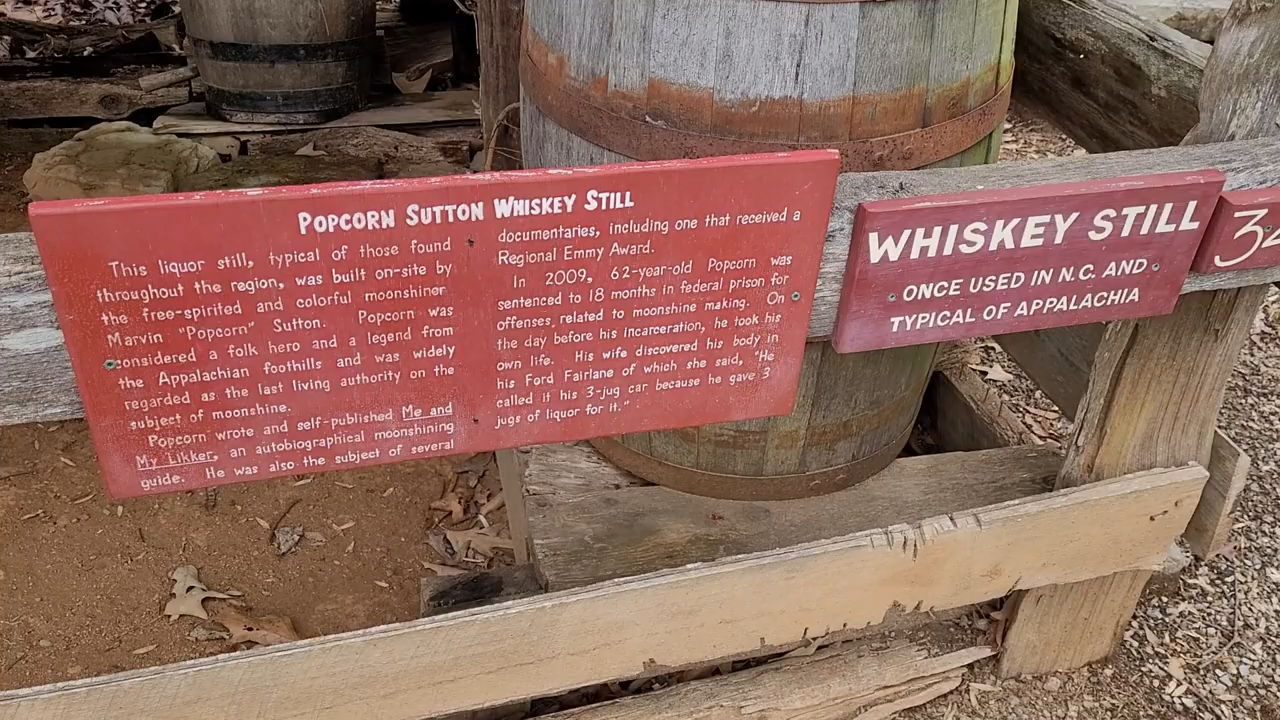 POPCORN SUTTON WHISKEY STILL
This liquor still, typical of those found
throughout the region, was built on-site by
the free-spirited and colorful moonshiner
Marvin "Popcorn" Sutton. Popcorn was
considered a folk hero and a legend from
the Appalachian foothills and was widely
regarded as the last living authority on the
subject of moonshine.
Popcorn wrote and self-published Me and
My Likker, an autobiographical moonshining
guide. He was also the subject of several
documentaries, including one that received a
Regional Emmy Award.
In 2009, 62-year-old Popcorn was
sentenced to 18 months in federal prison for
offenses related to moonshine making. On
the day before his incarceration, he took his
own life. His wife discovered his body in
his Ford Fairlane of which she said, "He
called it his 3-jug car because he gave 3
jugs of liquor for it."
WHISKEY STILL
ONCE USED IN N.C. AND
TYPICAL OF APPALACHIA